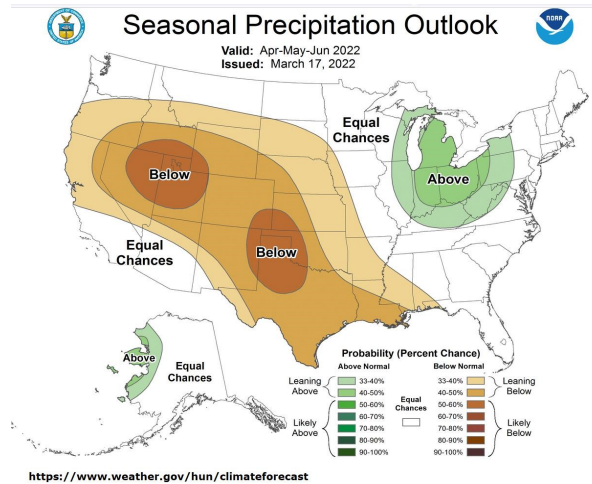 Seasonal Precipitation Outlook
NOAA
Valid: Apr-May-Jun 2022
Issued: March 17, 2022
Equal
Chances
Above
Below
Below
Equal
Chances
Above
Equal
Chances
Probability (Percent Chance)
Above Normal
Below Normal
Leaning
Above
33-40%
40-50%
Likely
Above
50-60%
60-70%
70-80%
80-90%
90-100%
Equal
Chances
33-40%
40-50%
Leaning
Below
50-60%
60-70%
70-80%
80-90%
90-100%
Likely
Below
https://www.weather.gov/hun/climateforecast